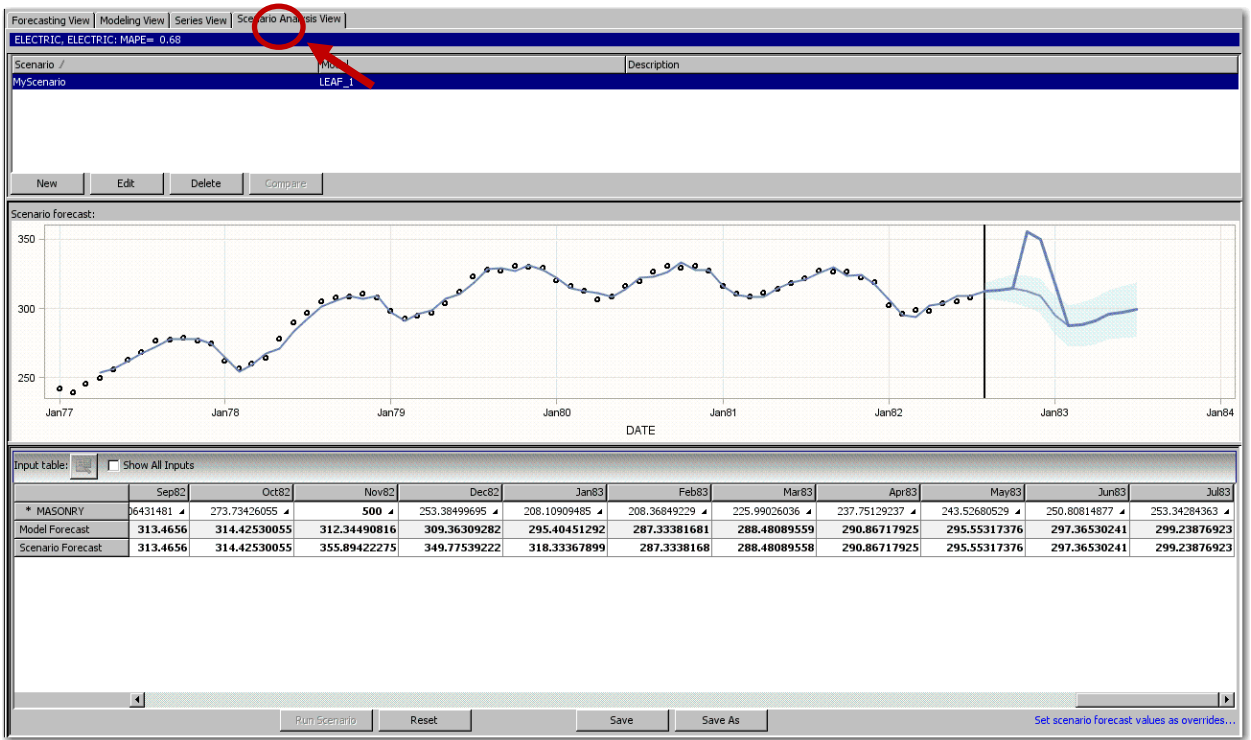 Forecasting View Modeling View Series View Scenario Analysis View
ELECTRIC, ELECTRIC: MAPE= 0.68
Scenario / Model Description
MyScenario LEAF_1
New Edit Delete Compare
Scenario forecast:
350
300
250
Jan77 Jan78 Jan79 Jan80 Jan81 Jan82 Jan83 Jan84
DATE
Input table: Show All Inputs
Sep82 Oct82 Nov82 Dec82 Jan83 Feb83 Mar83 Apr83 May83 Jun83 Jul83
* MASONRY 06431481 273.73426055 500 253.38499695 208.10909485 208.36849229 225.99026036 237.75129237 243.52680529 250.80814877 253.34284363
Model Forecast 313.4656 314.42530055 312.34490816 309.36309282 295.40451292 287.33381681 288.48089559 290.86717925 295.55317376 297.36530241 299.23876923
Scenario Forecast 313.4656 314.42530055 355.89422275 349.77539222 318.33367899 287.3338168 288.48089558 290.86717925 295.55317376 297.36530241 299.23876923
Run Scenario Reset Save Save As Set scenario forecast values as overrides...